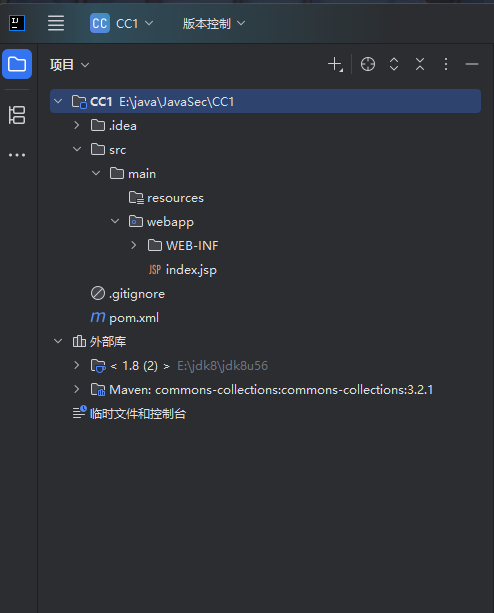 IJ
CC CC1 版本控制
项目
CC1 E:\java\JavaSec\CC1
.idea
src
main
resources
webapp
WEB-INF
JSP index.jsp
.gitignore
m pom.xml
外部库
< 1.8 (2) > E:\jdk8\jdk8u56
Maven: commons-collections:commons-collections:3.2.1
临时文件和控制台